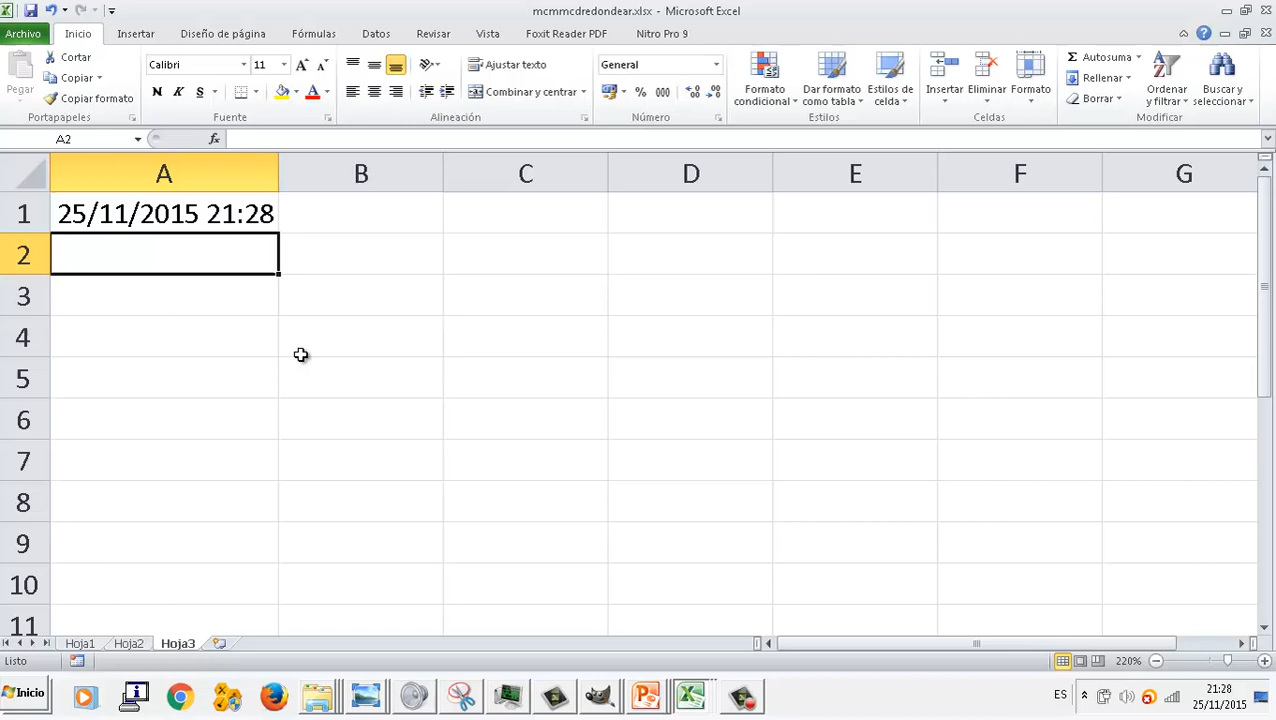 mcmmcdredondear.xlsx - Microsoft Excel
Archivo Inicio Insertar Diseño de página Fórmulas Datos Revisar Vista Foxit Reader PDF Nitro Pro 9
Pegar
Cortar
Copiar
Copiar formato
Portapapeles
Calibri 11
N K S
Fuente
Ajustar texto
Combinar y centrar
Alineación
General
% 000
Número
Formato condicional
Dar formato como tabla
Estilos de celda
Estilos
Insertar Eliminar Formato
Celdas
Autosuma
Rellenar
Borrar
Ordenar y filtrar
Buscar y seleccionar
Modificar
A2 fx
A B C D E F G
1 25/11/2015 21:28
2
3
4
5
6
7
8
9
10
11
Hoja1 Hoja2 Hoja3
Listo 220%
Inicio ES 21:28
25/11/2015